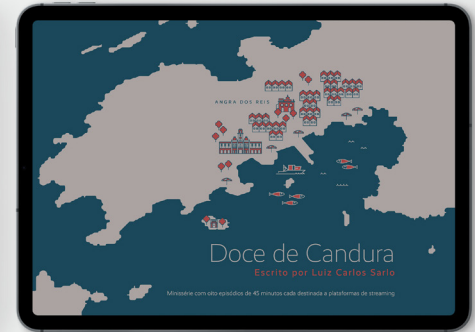 ANGRA DOS REIS
Doce de Candura
Escrito por Luiz Carlos Sarlo
Minissérie com oito episódios de 45 minutos cada destinada a plataformas de streaming